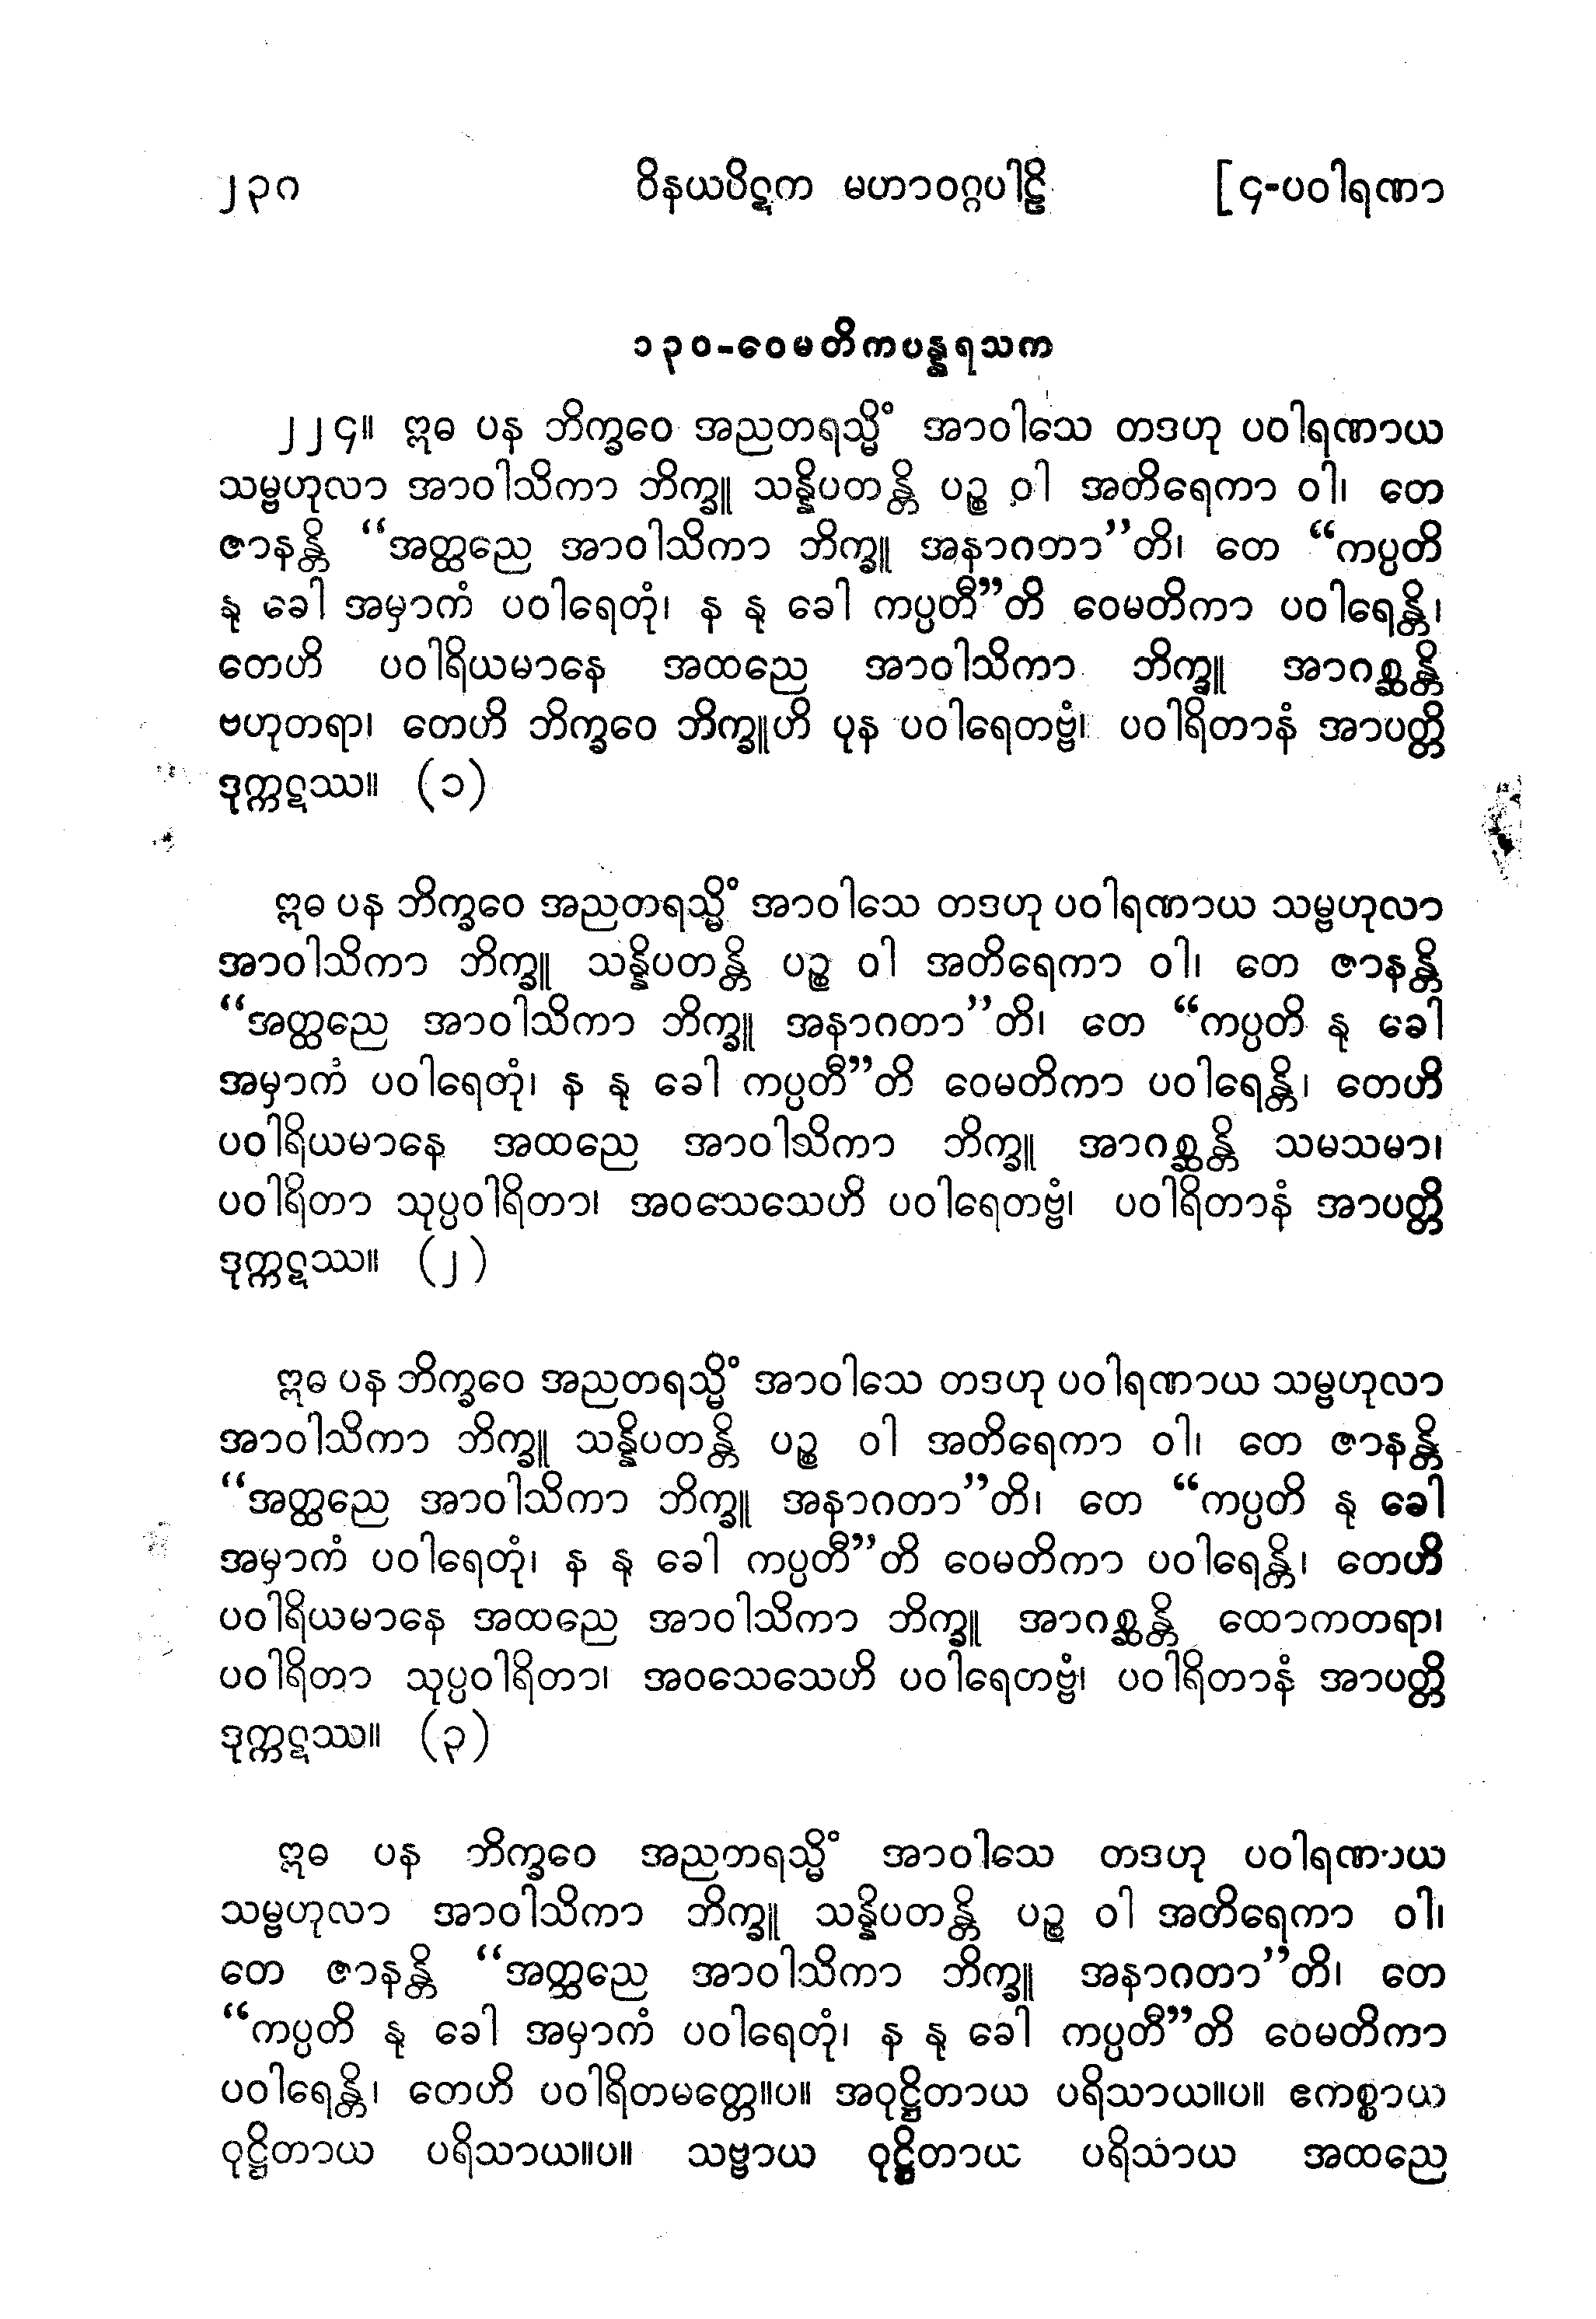 ၂၃ဂ ဝိနယပိဋက မဟာဝဂ္ဂပါဠိ [၄-ပဝါရဏာ
၁၃၀-ဝေမတိကပန္နရသက
၂၂၄။ ဣဓ ပန ဘိက္ခဝေ အညတရသ္မိံ အာဝါသေ တဒဟု ပဝါရဏာယ
သမ္ဗဟုလာ အာဝါသိကာ ဘိက္ခူ သန္နိပတန္တိ ပဉ္စ ဝါ အတိရေကာ ဝါ၊ တေ
ဇာနန္တိ “အတ္ထညေ အာဝါသိကာ ဘိက္ခူ အနာဂတာ”တိ၊ တေ “ကပ္ပတိ
နု ခေါ အမှာကံ ပဝါရေတုံ၊ န နု ခေါ ကပ္ပတီ”တိ ဝေမတိကာ ပဝါရေန္တိ၊
တေဟိ ပဝါရိယမာနေ အထညေ အာဝါသိကာ ဘိက္ခူ အာဂစ္ဆန္တိ
ဗဟုတရာ၊ တေဟိ ဘိက္ခဝေ ဘိက္ခူဟိ ပုန ပဝါရေတဗ္ဗံ၊ ပဝါရိတာနံ အာပတ္တိ
ဒုက္ကဋဿ။ (၁)
ဣဓ ပန ဘိက္ခဝေ အညတရသ္မိံ အာဝါသေ တဒဟု ပဝါရဏာယ သမ္ဗဟုလာ
အာဝါသိကာ ဘိက္ခူ သန္နိပတန္တိ ပဉ္စ ဝါ အတိရေကာ ဝါ၊ တေ ဇာနန္တိ
“အတ္ထညေ အာဝါသိကာ ဘိက္ခူ အနာဂတာ”တိ၊ တေ “ကပ္ပတိ နု ခေါ
အမှာကံ ပဝါရေတုံ၊ န နု ခေါ ကပ္ပတီ”တိ ဝေမတိကာ ပဝါရေန္တိ၊ တေဟိ
ပဝါရိယမာနေ အထညေ အာဝါသိကာ ဘိက္ခူ အာဂစ္ဆန္တိ သမသမာ၊
ပဝါရိတာ သုပ္ပဝါရိတာ၊ အဝသေသေဟိ ပဝါရေတဗ္ဗံ၊ ပဝါရိတာနံ အာပတ္တိ
ဒုက္ကဋဿ။ (၂)
ဣဓ ပန ဘိက္ခဝေ အညတရသ္မိံ အာဝါသေ တဒဟု ပဝါရဏာယ သမ္ဗဟုလာ
အာဝါသိကာ ဘိက္ခူ သန္နိပတန္တိ ပဉ္စ ဝါ အတိရေကာ ဝါ၊ တေ ဇာနန္တိ
“အတ္ထညေ အာဝါသိကာ ဘိက္ခူ အနာဂတာ”တိ၊ တေ “ကပ္ပတိ နု ခေါ
အမှာကံ ပဝါရေတုံ၊ န နု ခေါ ကပ္ပတီ”တိ ဝေမတိကာ ပဝါရေန္တိ၊ တေဟိ
ပဝါရိယမာနေ အထညေ အာဝါသိကာ ဘိက္ခူ အာဂစ္ဆန္တိ ထောကတရာ၊
ပဝါရိတာ သုပ္ပဝါရိတာ၊ အဝသေသေဟိ ပဝါရေတဗ္ဗံ၊ ပဝါရိတာနံ အာပတ္တိ
ဒုက္ကဋဿ။ (၃)
ဣဓ ပန ဘိက္ခဝေ အညတရသ္မိံ အာဝါသေ တဒဟု ပဝါရဏာယ
သမ္ဗဟုလာ အာဝါသိကာ ဘိက္ခူ သန္နိပတန္တိ ပဉ္စ ဝါ အတိရေကာ ဝါ၊
တေ ဇာနန္တိ “အတ္ထညေ အာဝါသိကာ ဘိက္ခူ အနာဂတာ”တိ၊ တေ
“ကပ္ပတိ နု ခေါ အမှာကံ ပဝါရေတုံ၊ န နု ခေါ ကပ္ပတီ”တိ ဝေမတိကာ
ပဝါရေန္တိ၊ တေဟိ ပဝါရိတမတ္တေ။ပ။ အဝုဋ္ဌိတာယ ပရိသာယ။ပ။ ဧကစ္စာယ
ဝုဋ္ဌိတာယ ပရိသာယ။ပ။ သဗ္ဗာယ ဝုဋ္ဌိတာယ ပရိသာယ အထညေ